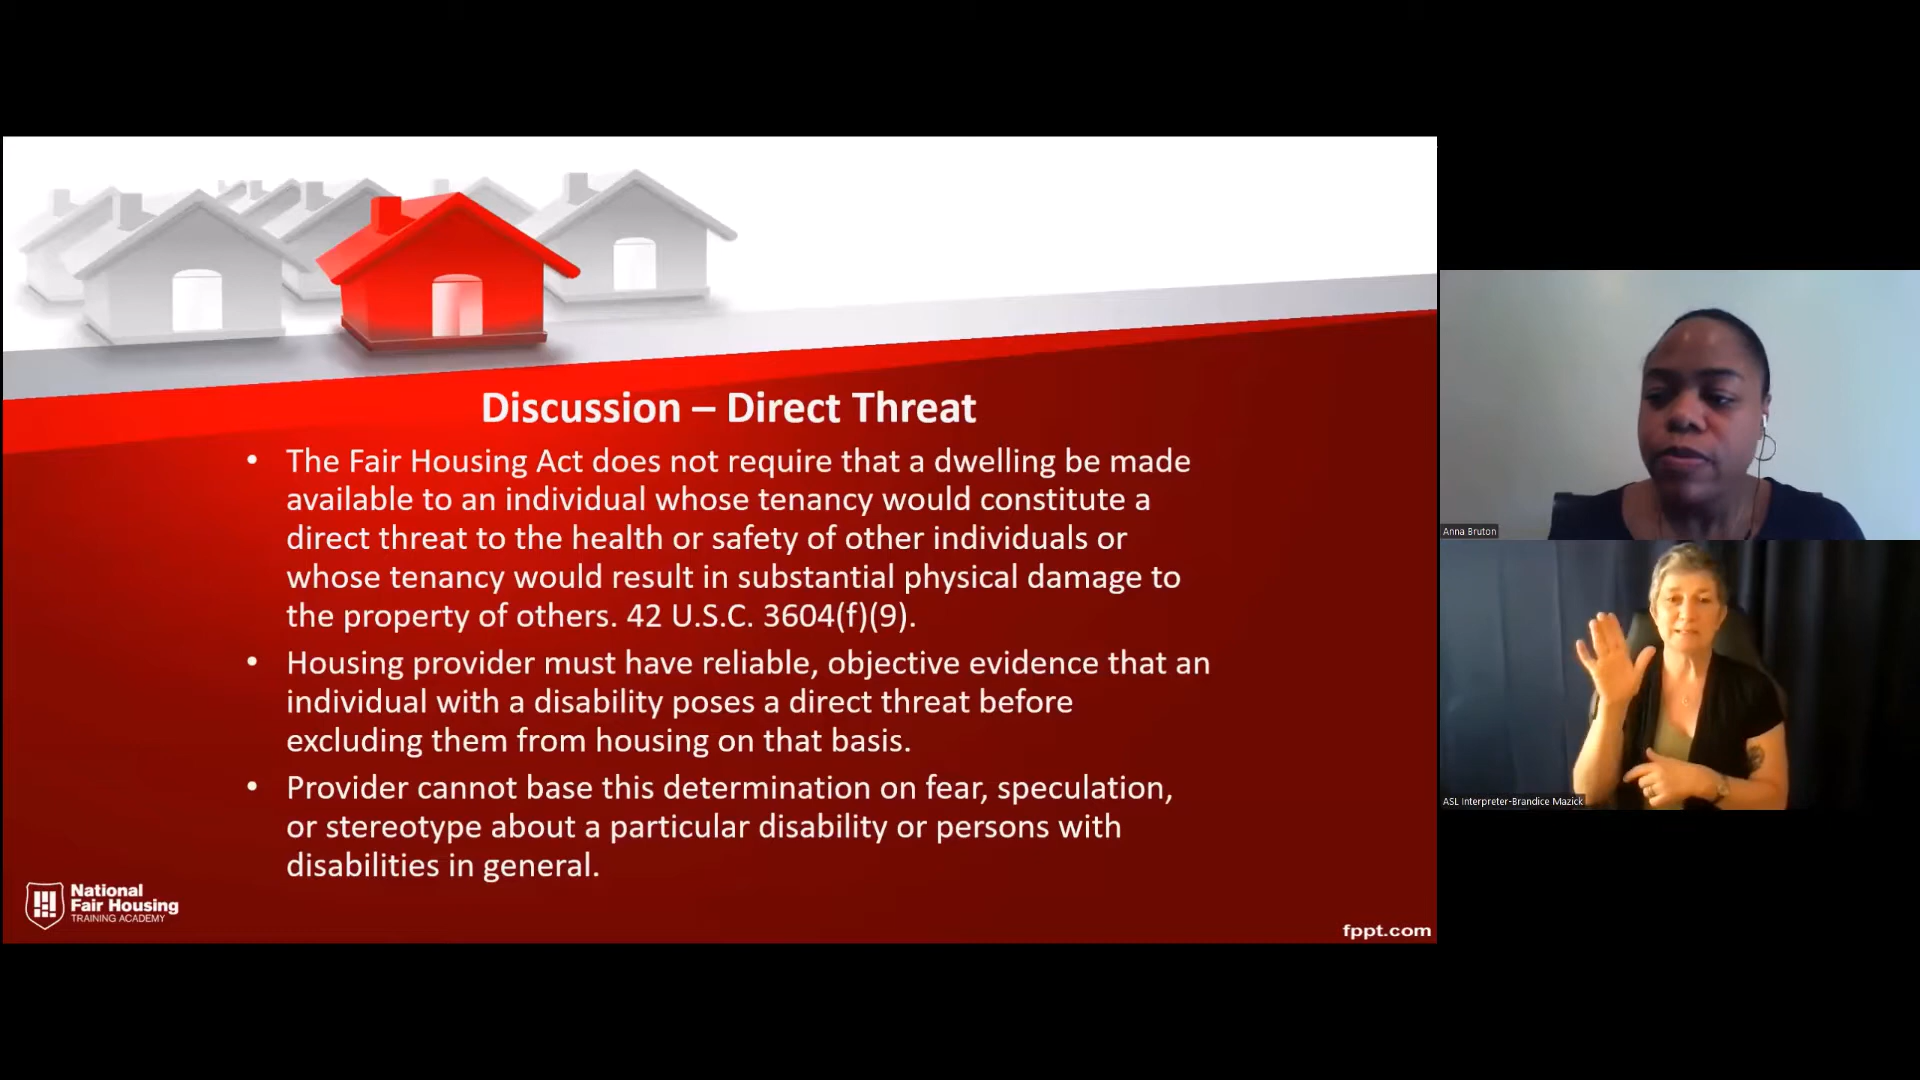 Discussion – Direct Threat
• The Fair Housing Act does not require that a dwelling be made
available to an individual whose tenancy would constitute a
direct threat to the health or safety of other individuals or
whose tenancy would result in substantial physical damage to
the property of others. 42 U.S.C. 3604(f)(9).
• Housing provider must have reliable, objective evidence that an
individual with a disability poses a direct threat before
excluding them from housing on that basis.
• Provider cannot base this determination on fear, speculation,
or stereotype about a particular disability or persons with
disabilities in general.
National
Fair Housing
TRAINING ACADEMY
fppt.com
Anna Bruton
ASL Interpreter-Brandice Mazick